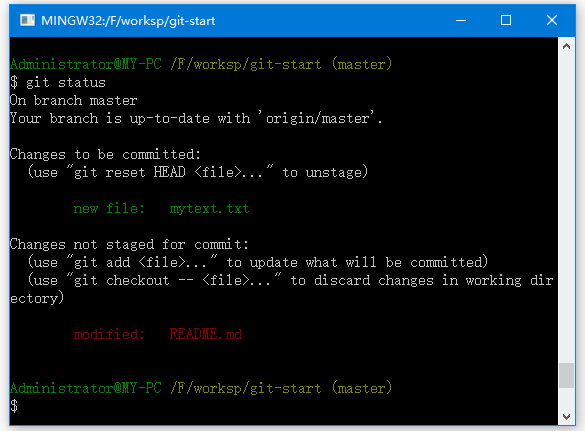 MINGW32:/F/worksp/git-start
Administrator@MY-PC /F/worksp/git-start (master)
$ git status
On branch master
Your branch is up-to-date with 'origin/master'.
Changes to be committed:
(use "git reset HEAD <file>..." to unstage)
new file: mytext.txt
Changes not staged for commit:
(use "git add <file>..." to update what will be committed)
(use "git checkout -- <file>..." to discard changes in working dir
ectory)
modified: README.md
Administrator@MY-PC /F/worksp/git-start (master)
$